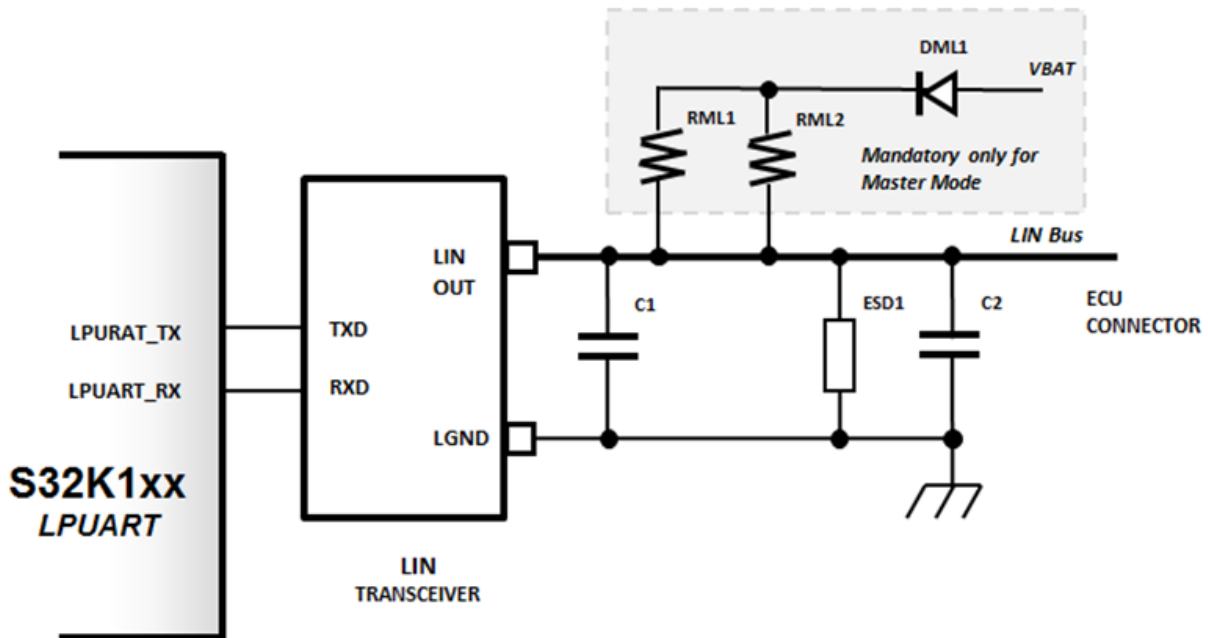 DML1
VBAT
RML1
RML2
Mandatory only for
Master Mode
LIN Bus
LIN
OUT
C1
ESD1
C2
ECU
CONNECTOR
LPURAT_TX
TXD
LPUART_RX
RXD
LGND
S32K1xx
LPUART
LIN
TRANSCEIVER